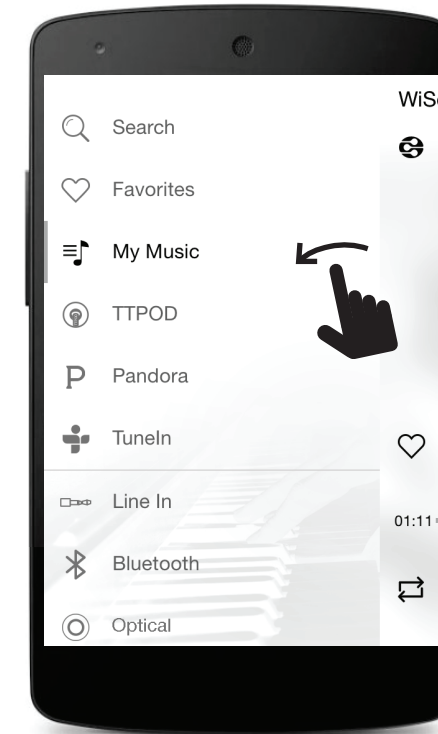 WiS
Search
Favorites
My Music
TTPOD
Pandora
TuneIn
Line In
01:11
Bluetooth
Optical